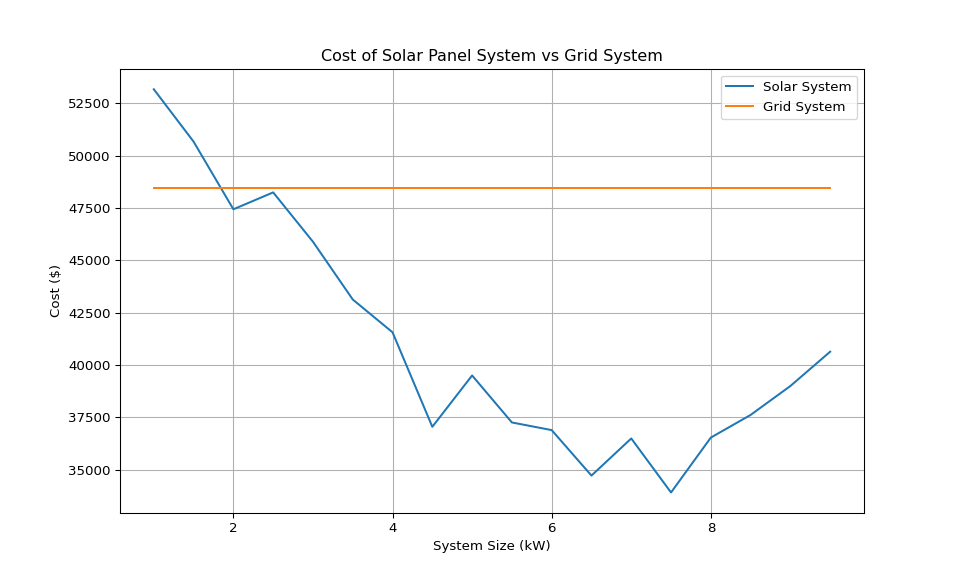 Cost of Solar Panel System vs Grid System
Solar System
Grid System
Cost ($)
52500
50000
47500
45000
42500
40000
37500
35000
2
4
6
8
System Size (kW)